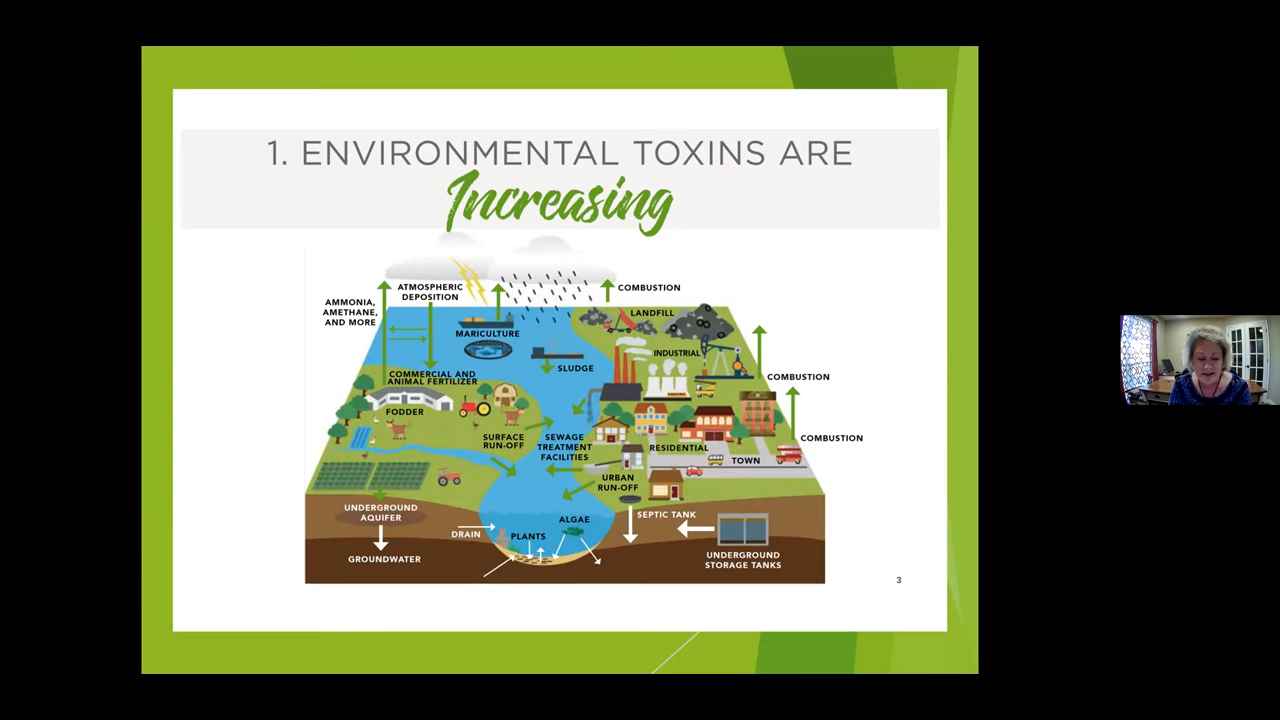 1. ENVIRONMENTAL TOXINS ARE
Increasing
AMMONIA,
AMETHANE,
AND MORE
ATMOSPHERIC
DEPOSITION
COMBUSTION
LANDFILL
MARICULTURE
INDUSTRIAL
SLUDGE
COMMERCIAL AND
ANIMAL FERTILIZER
COMBUSTION
FODDER
SURFACE
RUN-OFF
SEWAGE
TREATMENT
FACILITIES
RESIDENTIAL
COMBUSTION
TOWN
URBAN
RUN-OFF
UNDERGROUND
AQUIFER
SEPTIC TANK
ALGAE
DRAIN
PLANTS
GROUNDWATER
UNDERGROUND
STORAGE TANKS
3